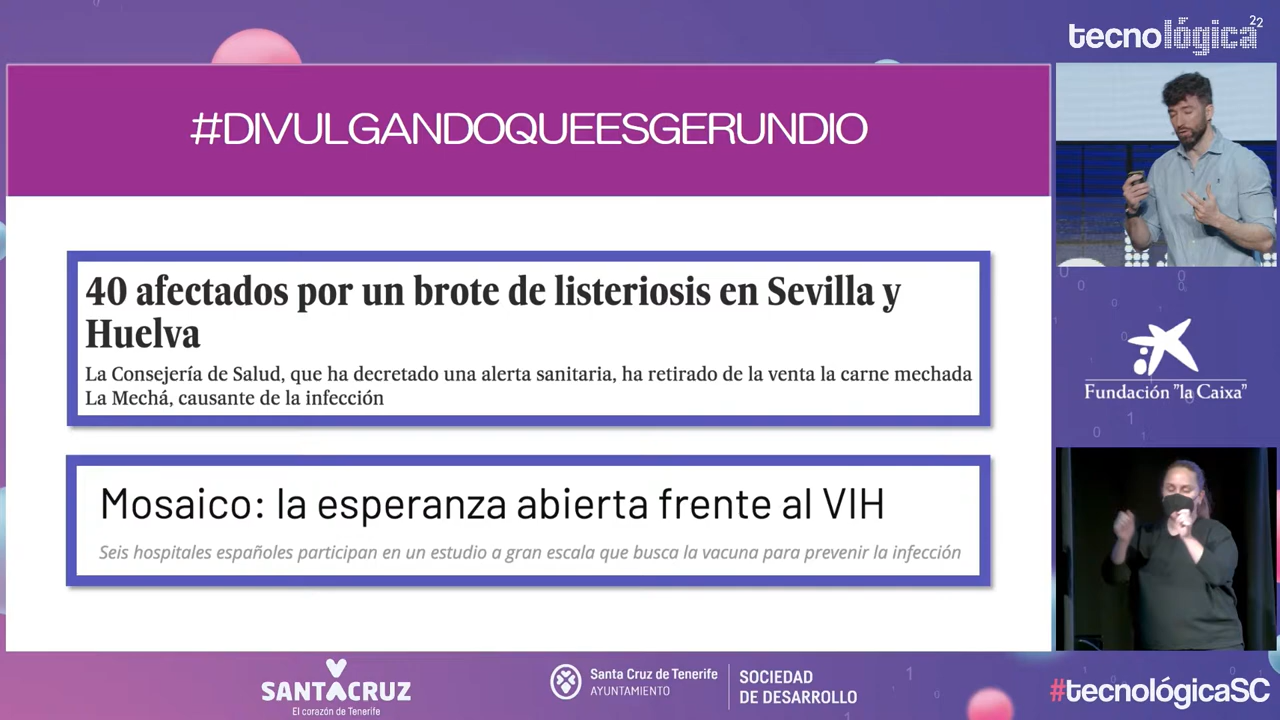 tecnológica22
#DIVULGANDOQUEESGERUNDIO
40 afectados por un brote de listeriosis en Sevilla y
Huelva
La Consejería de Salud, que ha decretado una alerta sanitaria, ha retirado de la venta la carne mechada
La Mechá, causante de la infección
Mosaico: la esperanza abierta frente al VIH
Seis hospitales españoles participan en un estudio a gran escala que busca la vacuna para prevenir la infección
Fundación "la Caixa"
SANTACRUZ
El corazón de Tenerife
Santa Cruz de Tenerife
AYUNTAMIENTO
SOCIEDAD
DE DESARROLLO
#tecnológicaSC